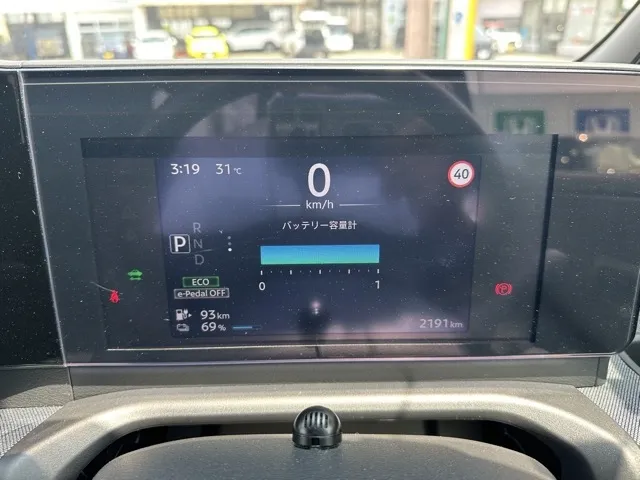 3:19 31℃
0
km/h
40
バッテリー容量計
R
P N
D
ECO
e-Pedal OFF
0 1
93km
69%
2191km